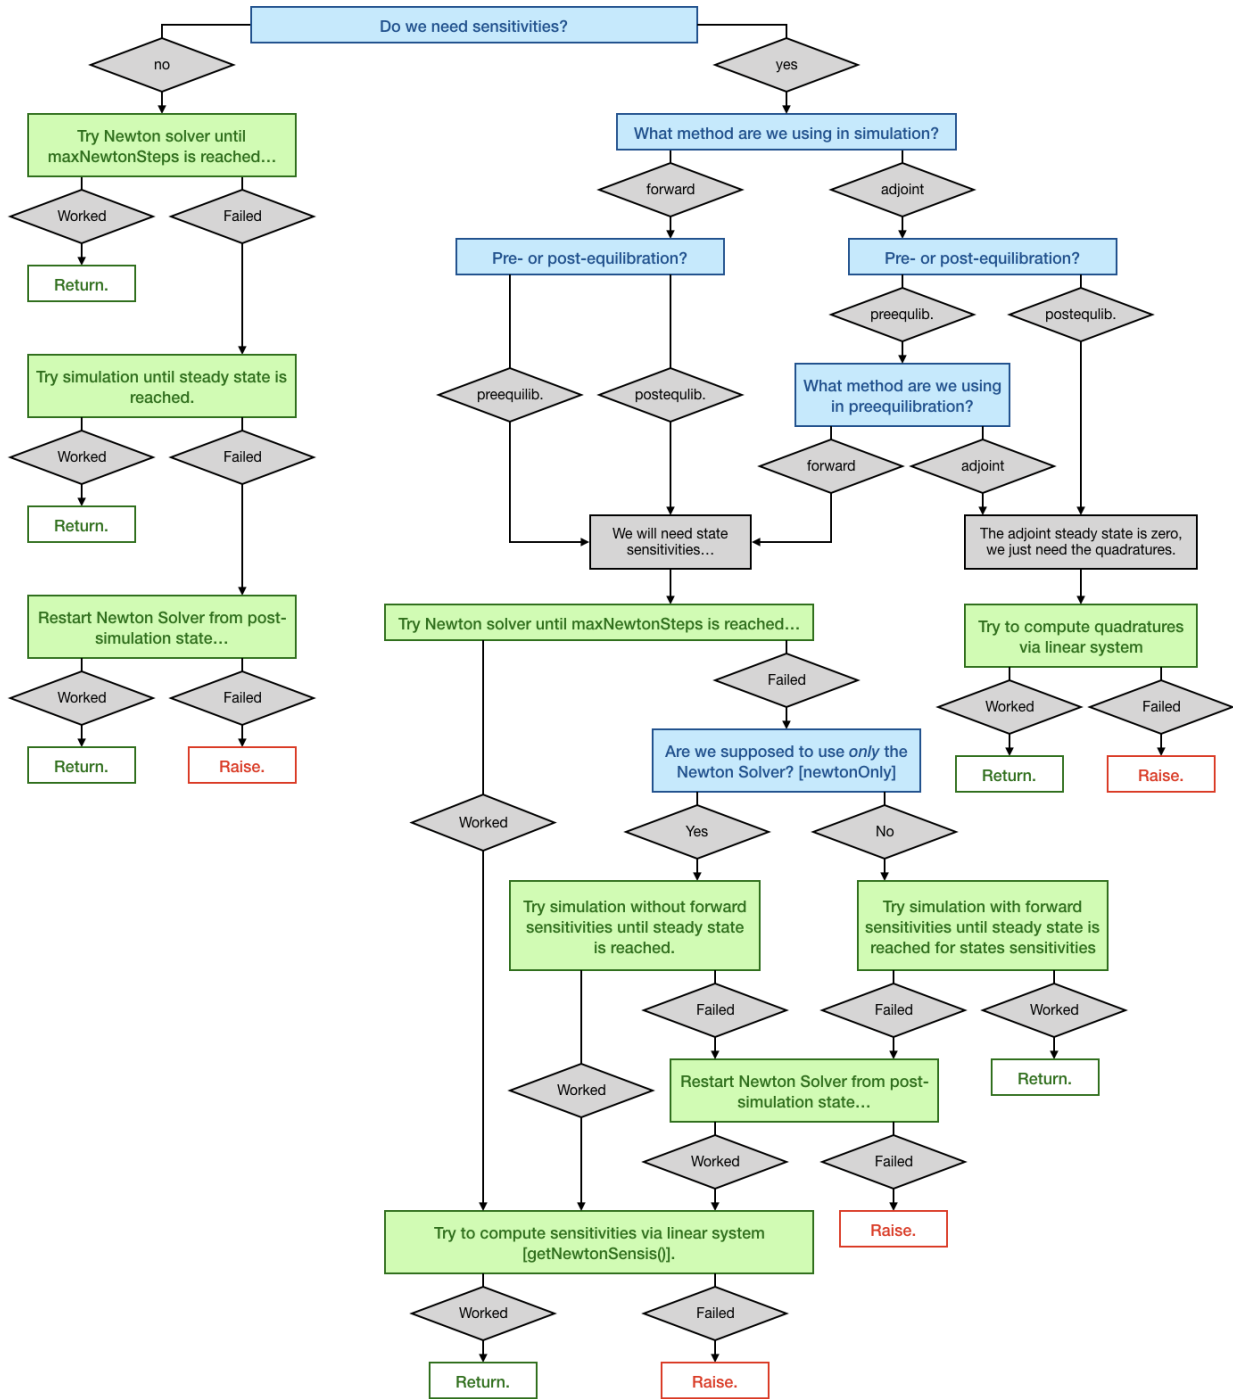 Do we need sensitivities?
no
yes
Try Newton solver until
maxNewtonSteps is reached…
What method are we using in simulation?
Worked
Failed
forward
adjoint
Return.
Pre- or post-equilibration?
Pre- or post-equilibration?
preequlib.
postequlib.
Try simulation until steady state is
reached.
What method are we using
in preequilibration?
preequilib.
postequlib.
Worked
Failed
forward
adjoint
Return.
We will need state
sensitivities…
The adjoint steady state is zero,
we just need the quadratures.
Restart Newton Solver from post-
simulation state…
Try Newton solver until maxNewtonSteps is reached…
Try to compute quadratures
via linear system
Worked
Failed
Failed
Worked
Failed
Return.
Raise.
Are we supposed to use only the
Newton Solver? [newtonOnly]
Return.
Raise.
Worked
Yes
No
Try simulation without forward
sensitivities until steady state
is reached.
Try simulation with forward
sensitivities until steady state is
reached for states sensitivities
Failed
Failed
Worked
Worked
Restart Newton Solver from post-
simulation state…
Return.
Worked
Failed
Try to compute sensitivities via linear system
[getNewtonSensis()].
Raise.
Worked
Failed
Return.
Raise.